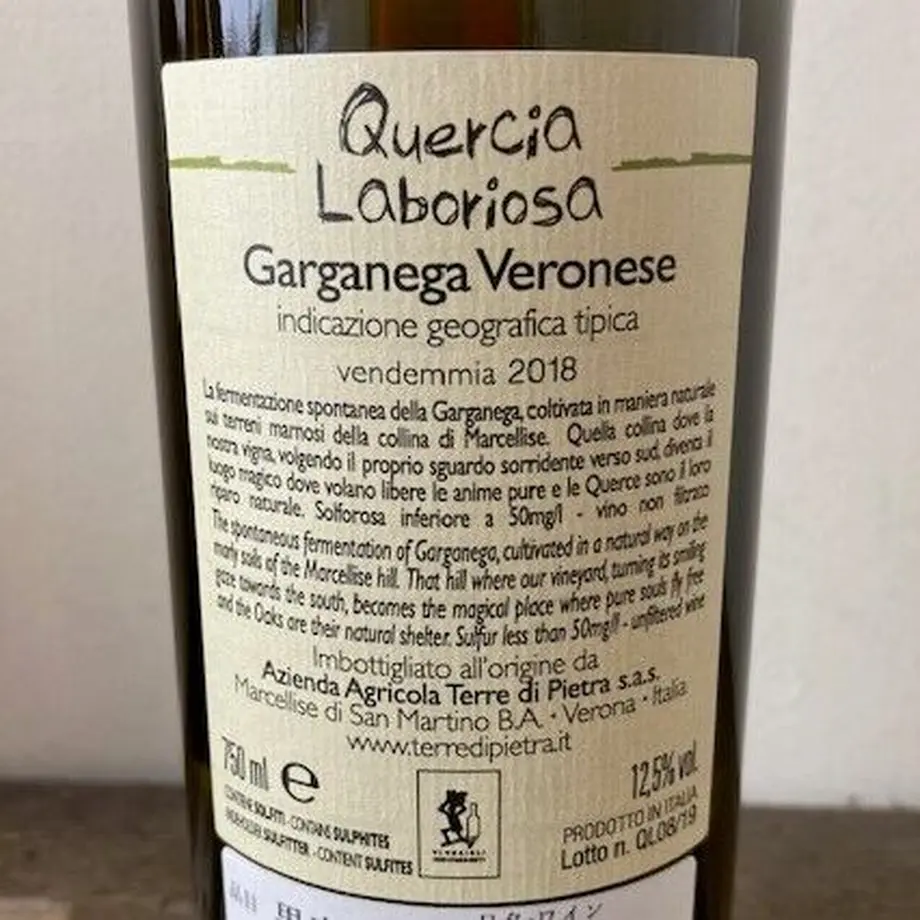 Quercia
Laboriosa
Garganega Veronese
indicazione geografica tipica
vendemmia 2018
La fermentazione spontanea della Garganega, coltivata in maniera naturale
sui terreni marnosi della collina di Marcellise. Quella collina dove la
nostra vigna, volgendo il proprio sguardo sorridente verso sud, diventa il
luogo magico dove volano libere le anime pure e le Querce sono il loro
riparo naturale. Solforosa inferiore a 50mg/l - vino non filtrato
The spontaneous fermentation of Garganega, cultivated in a natural way on the
marly soils of the Marcellise hill. That hill where our vineyard, turning its smiling
gaze towards the south, becomes the magical place where pure souls fly free
and the Oaks are their natural shelter. Sulfur less than 50mg/l - unfiltered wine
Imbottigliato all'origine da
Azienda Agricola Terre di Pietra s.a.s.
Marcellise di San Martino B.A. · Verona · Italia
www.terredipietra.it
750 ml e
12,5% vol.
CONTIENE SOLFITI - CONTAINS SULPHITES
SULFITTER - CONTENT SULFITES
PRODOTTO IN ITALIA
Lotto n. QL08/19
ワイン